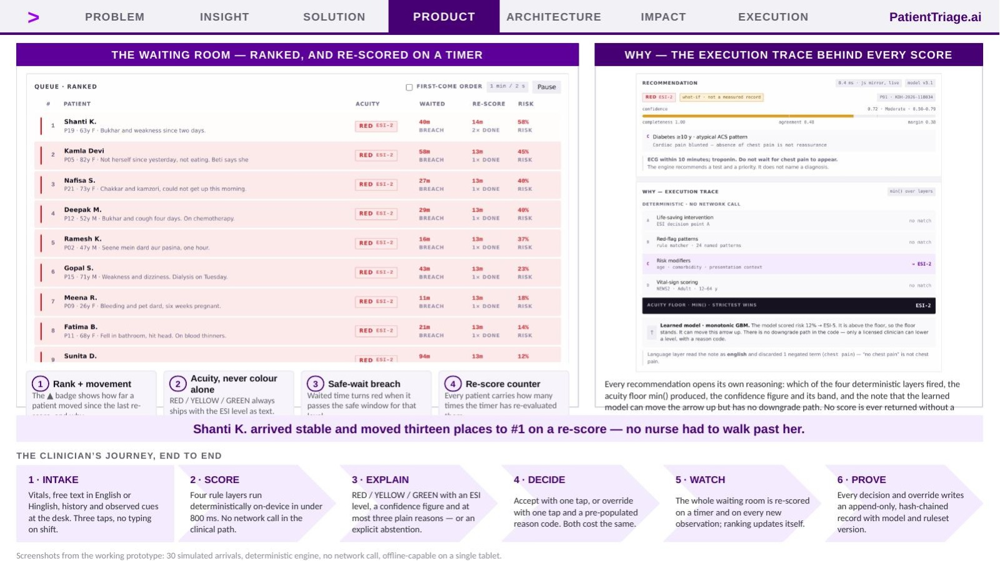 > PROBLEM INSIGHT SOLUTION PRODUCT ARCHITECTURE IMPACT EXECUTION PatientTriage.ai
THE WAITING ROOM — RANKED, AND RE-SCORED ON A TIMER
QUEUE · RANKED FIRST-COME ORDER 1 min / 2 s Pause
# PATIENT ACUITY WAITED RE-SCORE RISK
1 Shanti K. RED ESI-2 40m 14m 58%
P19 · 63y F · Bukhar and weakness since two days. BREACH 2× DONE RISK
2 Kamla Devi RED ESI-2 58m 13m 45%
P05 · 82y F · Not herself since yesterday, not eating. Beti says she BREACH 1× DONE RISK
3 Nafisa S. RED ESI-2 27m 13m 40%
P21 · 73y F · Chakkar and kamzori, could not get up this morning. BREACH 1× DONE RISK
4 Deepak M. RED ESI-2 29m 13m 40%
P12 · 52y M · Bukhar and cough four days. On chemotherapy. BREACH 1× DONE RISK
5 Ramesh K. RED ESI-2 16m 13m 37%
P02 · 47y M · Seene mein dard aur pasina, one hour. BREACH 1× DONE RISK
6 Gopal S. RED ESI-2 43m 13m 23%
P15 · 71y M · Weakness and dizziness. Dialysis on Tuesday. BREACH 1× DONE RISK
7 Meena R. RED ESI-2 11m 13m 18%
P09 · 26y F · Bleeding and pet dard, six weeks pregnant. BREACH 1× DONE RISK
8 Fatima B. RED ESI-2 21m 13m 14%
P11 · 68y F · Fell in bathroom, hit head. On blood thinners. BREACH 1× DONE RISK
9 Sunita D. RED ESI-2 94m 13m 12%
1 Rank + movement
The ▲ badge shows how far a
patient moved since the last re-
score, and why.
2 Acuity, never colour
alone
RED / YELLOW / GREEN always
ships with the ESI level as text.
3 Safe-wait breach
Waited time turns red when it
passes the safe window for that
level.
4 Re-score counter
Every patient carries how many
times the timer has re-evaluated
them.
WHY — THE EXECUTION TRACE BEHIND EVERY SCORE
RECOMMENDATION 8.4 ms · js mirror, live model v3.1
RED ESI-2 what-if · not a measured record P01 · KDH-2026-118034
confidence 0.72 · Moderate · 0.50–0.79
completeness 1.00 agreement 0.48 margin 0.38
C Diabetes ≥10 y · atypical ACS pattern
Cardiac pain blunted — absence of chest pain is not reassurance
ECG within 10 minutes; troponin. Do not wait for chest pain to appear.
The engine recommends a test and a priority. It does not name a diagnosis.
WHY — EXECUTION TRACE min() over layers
DETERMINISTIC · NO NETWORK CALL
A Life-saving intervention no match
ESI decision point A
B Red-flag patterns no match
rule matcher · 24 named patterns
C Risk modifiers → ESI-2
age · comorbidity · presentation context
D Vital-sign scoring no match
NEWS2 · Adult · 12–64 y
ACUITY FLOOR · MIN() · STRICTEST WINS ESI-2
↑ Learned model · monotonic GBM. The model scored risk 12% → ESI-5. It is above the floor, so the floor
stands. It can move this arrow up. There is no downgrade path in the code — only a licensed clinician can lower
a level, with a reason code.
Language layer read the note as english and discarded 1 negated term (chest pain) — "no chest pain" is not chest
pain.
Every recommendation opens its own reasoning: which of the four deterministic layers fired, the
acuity floor min() produced, the confidence figure and its band, and the note that the learned
model can move the arrow up but has no downgrade path. No score is ever returned without a
Shanti K. arrived stable and moved thirteen places to #1 on a re-score — no nurse had to walk past her.
THE CLINICIAN'S JOURNEY, END TO END
1 · INTAKE
Vitals, free text in English or
Hinglish, history and observed cues
at the desk. Three taps, no typing
on shift.
2 · SCORE
Four rule layers run
deterministically on-device in under
800 ms. No network call in the
clinical path.
3 · EXPLAIN
RED / YELLOW / GREEN with an ESI
level, a confidence figure and at
most three plain reasons — or an
explicit abstention.
4 · DECIDE
Accept with one tap, or override
with one tap and a pre-populated
reason code. Both cost the same.
5 · WATCH
The whole waiting room is re-scored
on a timer and on every new
observation; ranking updates itself.
6 · PROVE
Every decision and override writes
an append-only, hash-chained
record with model and ruleset
version.
Screenshots from the working prototype: 30 simulated arrivals, deterministic engine, no network call, offline-capable on a single tablet.